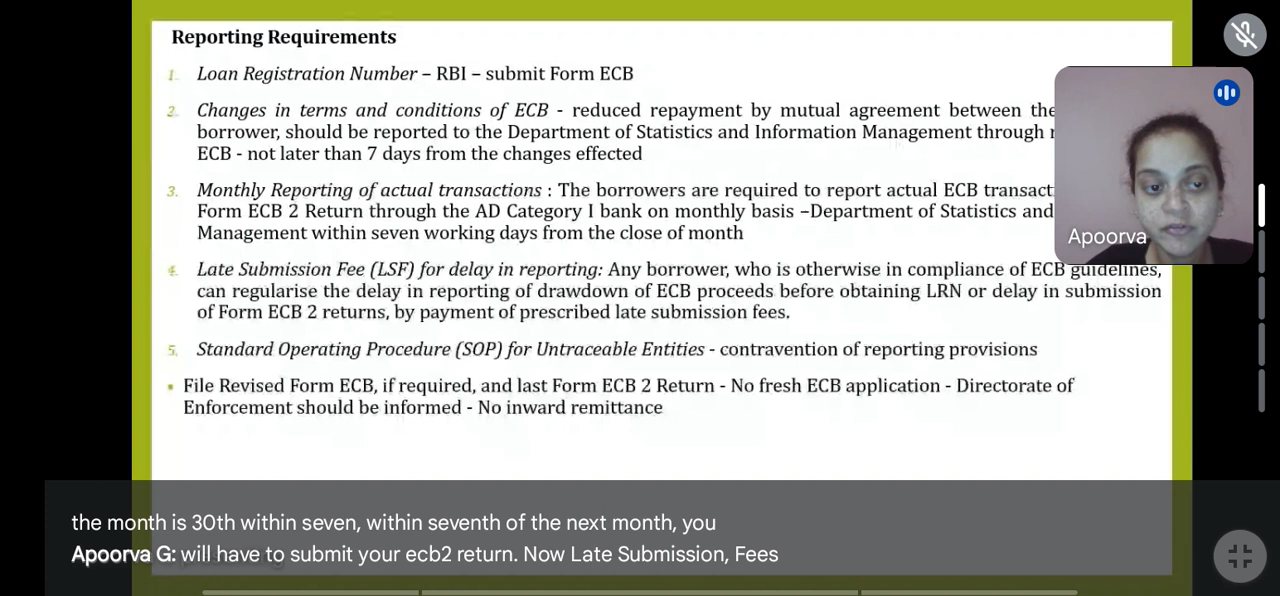 Reporting Requirements
1. Loan Registration Number – RBI – submit Form ECB
2. Changes in terms and conditions of ECB - reduced repayment by mutual agreement between the
borrower, should be reported to the Department of Statistics and Information Management through
ECB - not later than 7 days from the changes effected
3. Monthly Reporting of actual transactions : The borrowers are required to report actual ECB
Form ECB 2 Return through the AD Category I bank on monthly basis –Department of Statistics and
Management within seven working days from the close of month
4. Late Submission Fee (LSF) for delay in reporting: Any borrower, who is otherwise in compliance of ECB guidelines,
can regularise the delay in reporting of drawdown of ECB proceeds before obtaining LRN or delay in submission
of Form ECB 2 returns, by payment of prescribed late submission fees.
5. Standard Operating Procedure (SOP) for Untraceable Entities - contravention of reporting provisions
▪ File Revised Form ECB, if required, and last Form ECB 2 Return - No fresh ECB application - Directorate of
Enforcement should be informed - No inward remittance
Apoorva
the month is 30th within seven, within seventh of the next month, you
Apoorva G: will have to submit your ecb2 return. Now Late Submission, Fees